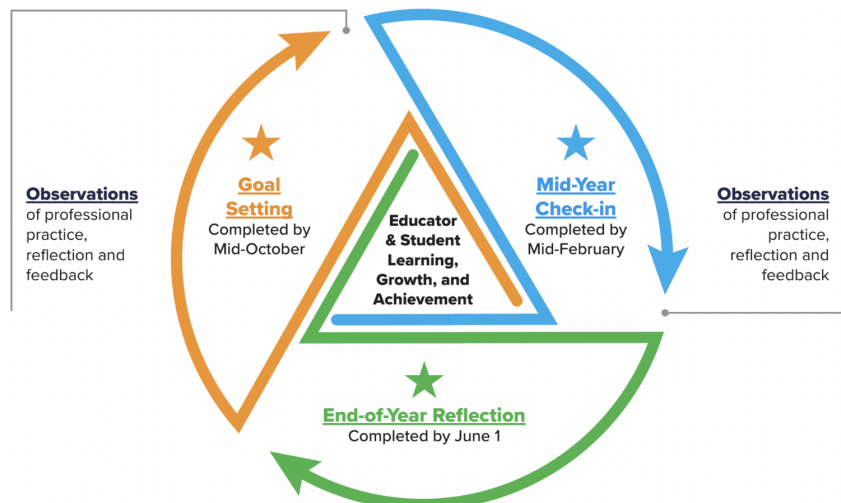 Observations
of professional
practice,
reflection and
feedback
Goal
Setting
Completed by
Mid-October
Educator
& Student
Learning,
Growth, and
Achievement
Mid-Year
Check-in
Completed by
Mid-February
Observations
of professional
practice,
reflection and
feedback
End-of-Year Reflection
Completed by June 1